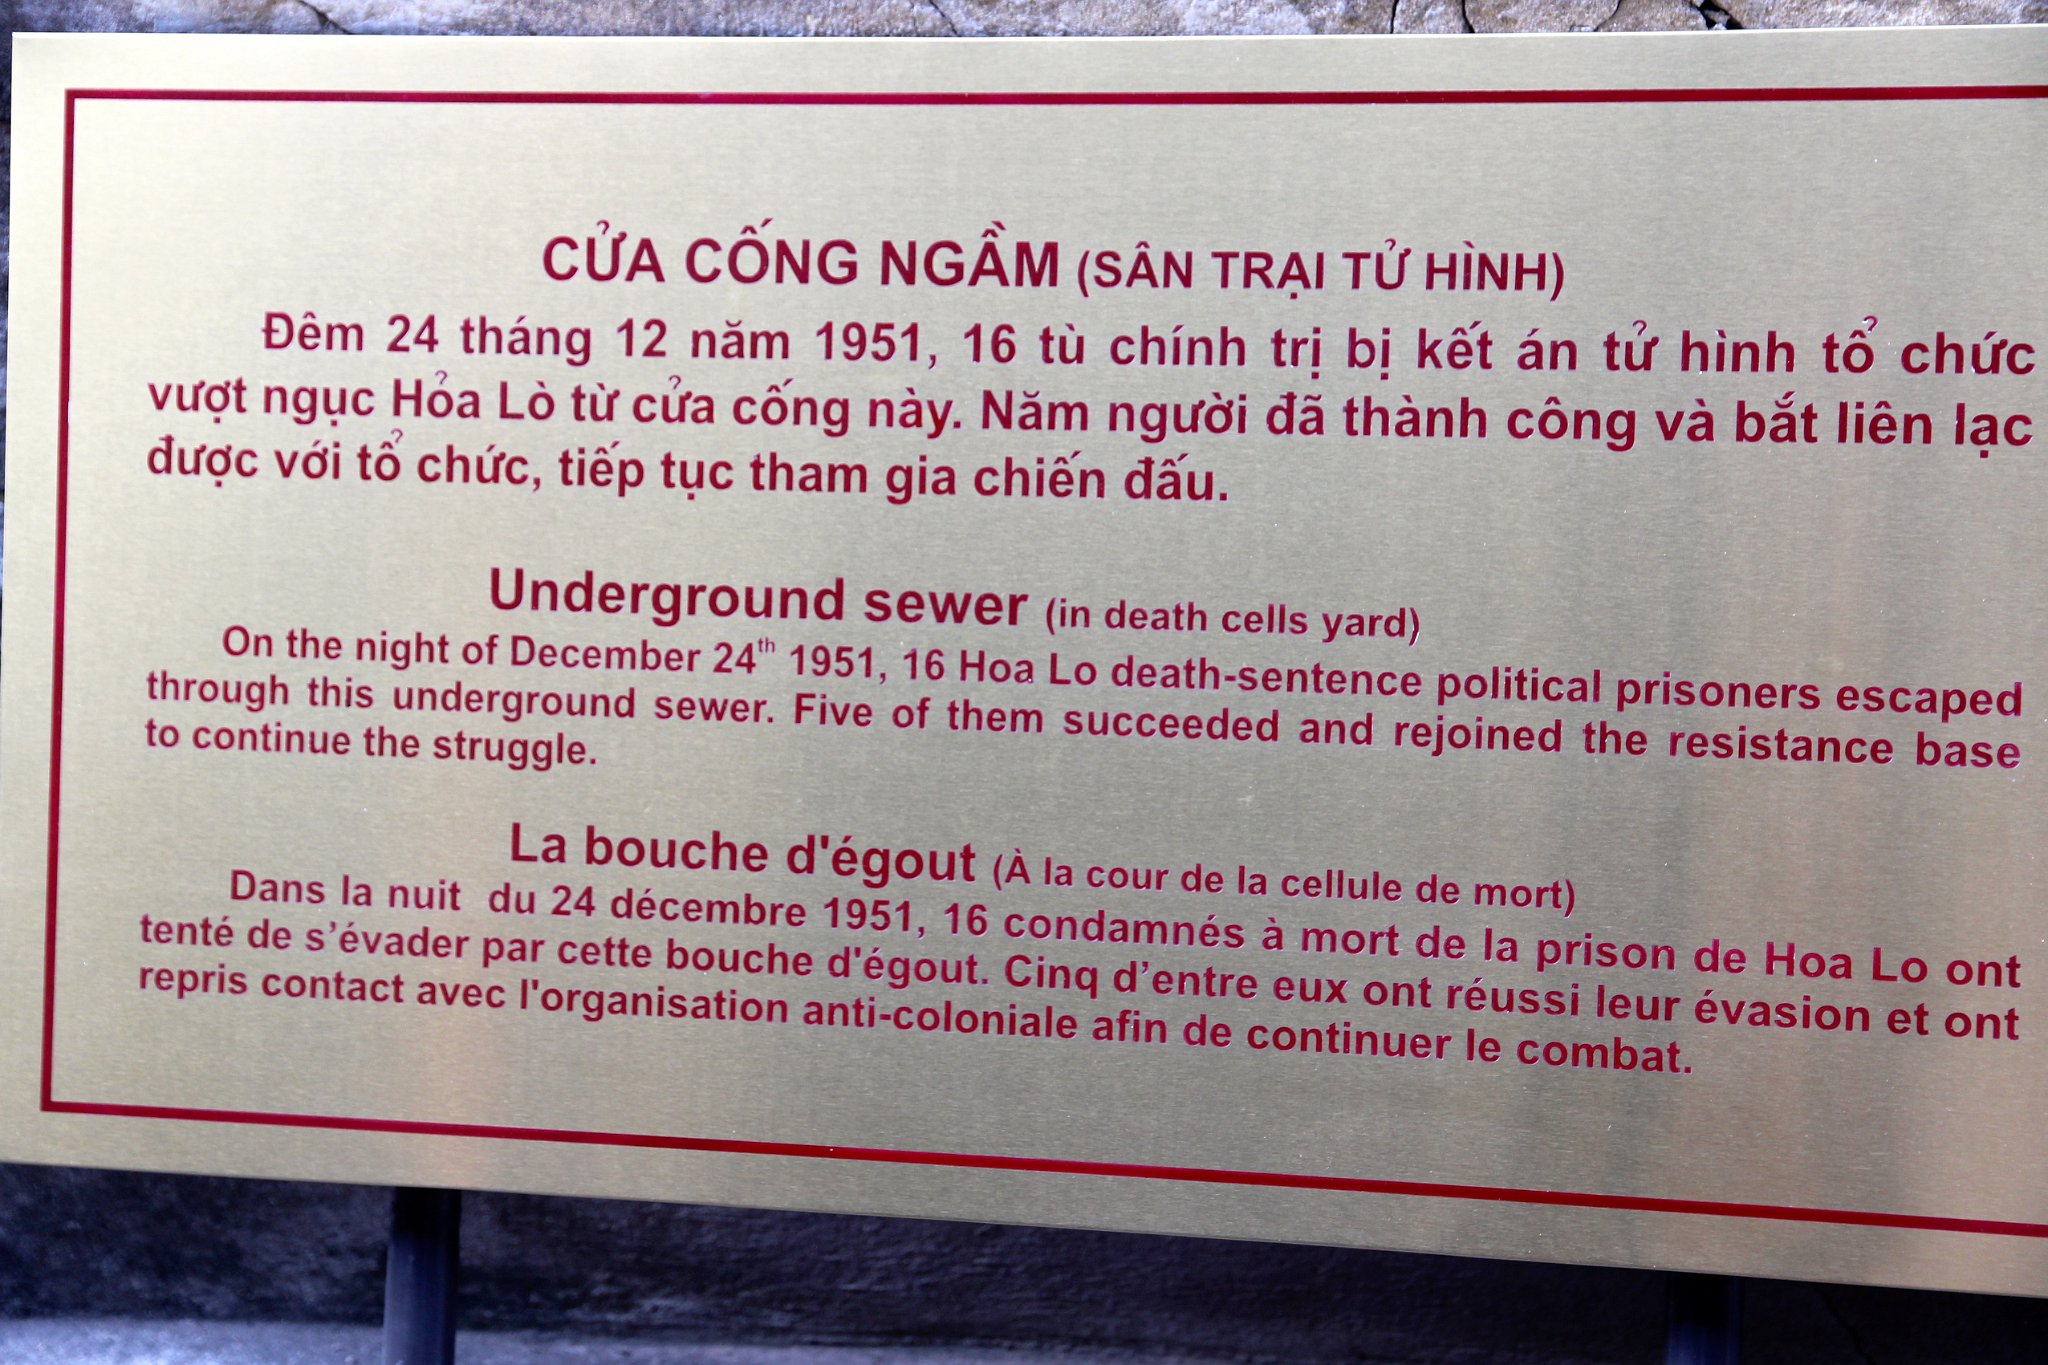 CỬA CỐNG NGẦM (SÂN TRẠI TỬ HÌNH)
Đêm 24 tháng 12 năm 1951, 16 tù chính trị bị kết án tử hình tổ chức
vượt ngục Hỏa Lò từ cửa cống này. Năm người đã thành công và bắt liên lạc
được với tổ chức, tiếp tục tham gia chiến đấu.
Underground sewer (in death cells yard)
On the night of December 24th 1951, 16 Hoa Lo death-sentence political prisoners escaped
through this underground sewer. Five of them succeeded and rejoined the resistance base
to continue the struggle.
La bouche d'égout (À la cour de la cellule de mort)
Dans la nuit du 24 décembre 1951, 16 condamnés à mort de la prison de Hoa Lo ont
tenté de s’évader par cette bouche d'égout. Cinq d’entre eux ont réussi leur évasion et ont
repris contact avec l'organisation anti-coloniale afin de continuer le combat.